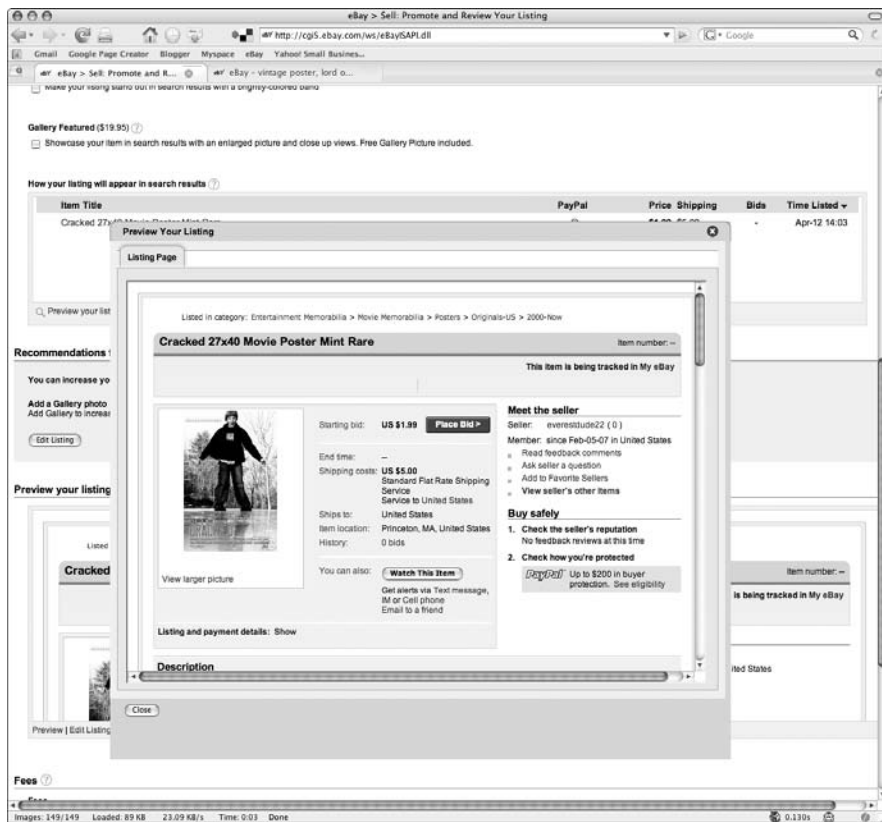 eBay > Sell: Promote and Review Your Listing
http://cgi5.ebay.com/ws/eBayISAPI.dll
Google
Gmail Google Page Creator Blogger Myspace eBay Yahoo! Small Busines...
eBay > Sell: Promote and R...
eBay – vintage poster, lord o...
Make your listing stand out in search results with a brightly-colored band
Gallery Featured ($19.95) ?
Showcase your item in search results with an enlarged picture and close up views. Free Gallery Picture included.
How your listing will appear in search results ?
Item Title PayPal Price Shipping Bids Time Listed
Cracked 27x40 Movie Poster Mint Rare - Apr-12 14:03
Preview your list
Recommendations
You can increase yo
Add a Gallery photo
Add Gallery to increa
Edit Listing
Preview your listing
Listed
Cracked
Item number: --
is being tracked in My eBay
ited States
Preview | Edit Listing
Preview Your Listing
Listing Page
Listed in category: Entertainment Memorabilia > Movie Memorabilia > Posters > Originals-US > 2000-Now
Cracked 27x40 Movie Poster Mint Rare
Item number: --
This item is being tracked in My eBay
View larger picture
Starting bid: US $1.99 Place Bid >
End time: --
Shipping costs: US $5.00
Standard Flat Rate Shipping
Service
Service to United States
Ships to: United States
Item location: Princeton, MA, United States
History: 0 bids
You can also: Watch This Item
Get alerts via Text message,
IM or Cell phone
Email to a friend
Listing and payment details: Show
Meet the seller
Seller: everestdude22 ( 0 )
Member: since Feb-05-07 in United States
Read feedback comments
Ask seller a question
Add to Favorite Sellers
View seller's other items
Buy safely
1. Check the seller's reputation
No feedback reviews at this time
2. Check how you're protected
PayPal Up to $200 in buyer
protection. See eligibility
Description
Close
Fees ?
Images: 149/149 Loaded: 89 KB 23.09 KB/s Time: 0:03 Done
0.130s